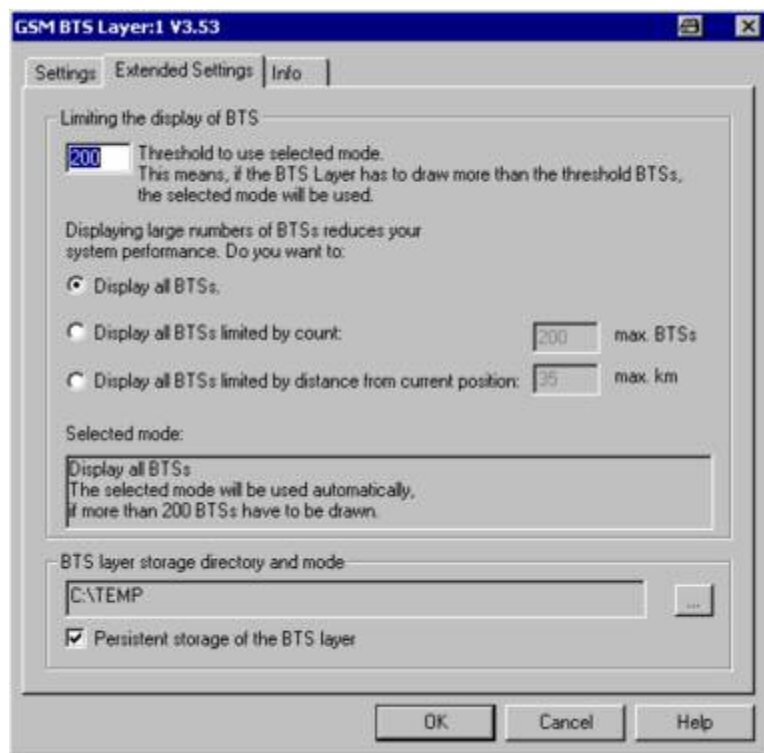 GSM BTS Layer:1 V3.53
Settings
Extended Settings
Info
Limiting the display of BTS
200
Threshold to use selected mode.
This means, if the BTS Layer has to draw more than the threshold BTSs,
the selected mode will be used.
Displaying large numbers of BTSs reduces your
system performance. Do you want to:
Display all BTSs.
Display all BTSs limited by count:
200
max. BTSs
Display all BTSs limited by distance from current position:
35
max. km
Selected mode:
Display all BTSs
The selected mode will be used automatically,
if more than 200 BTSs have to be drawn.
BTS layer storage directory and mode
C:\TEMP
...
Persistent storage of the BTS layer
OK
Cancel
Help